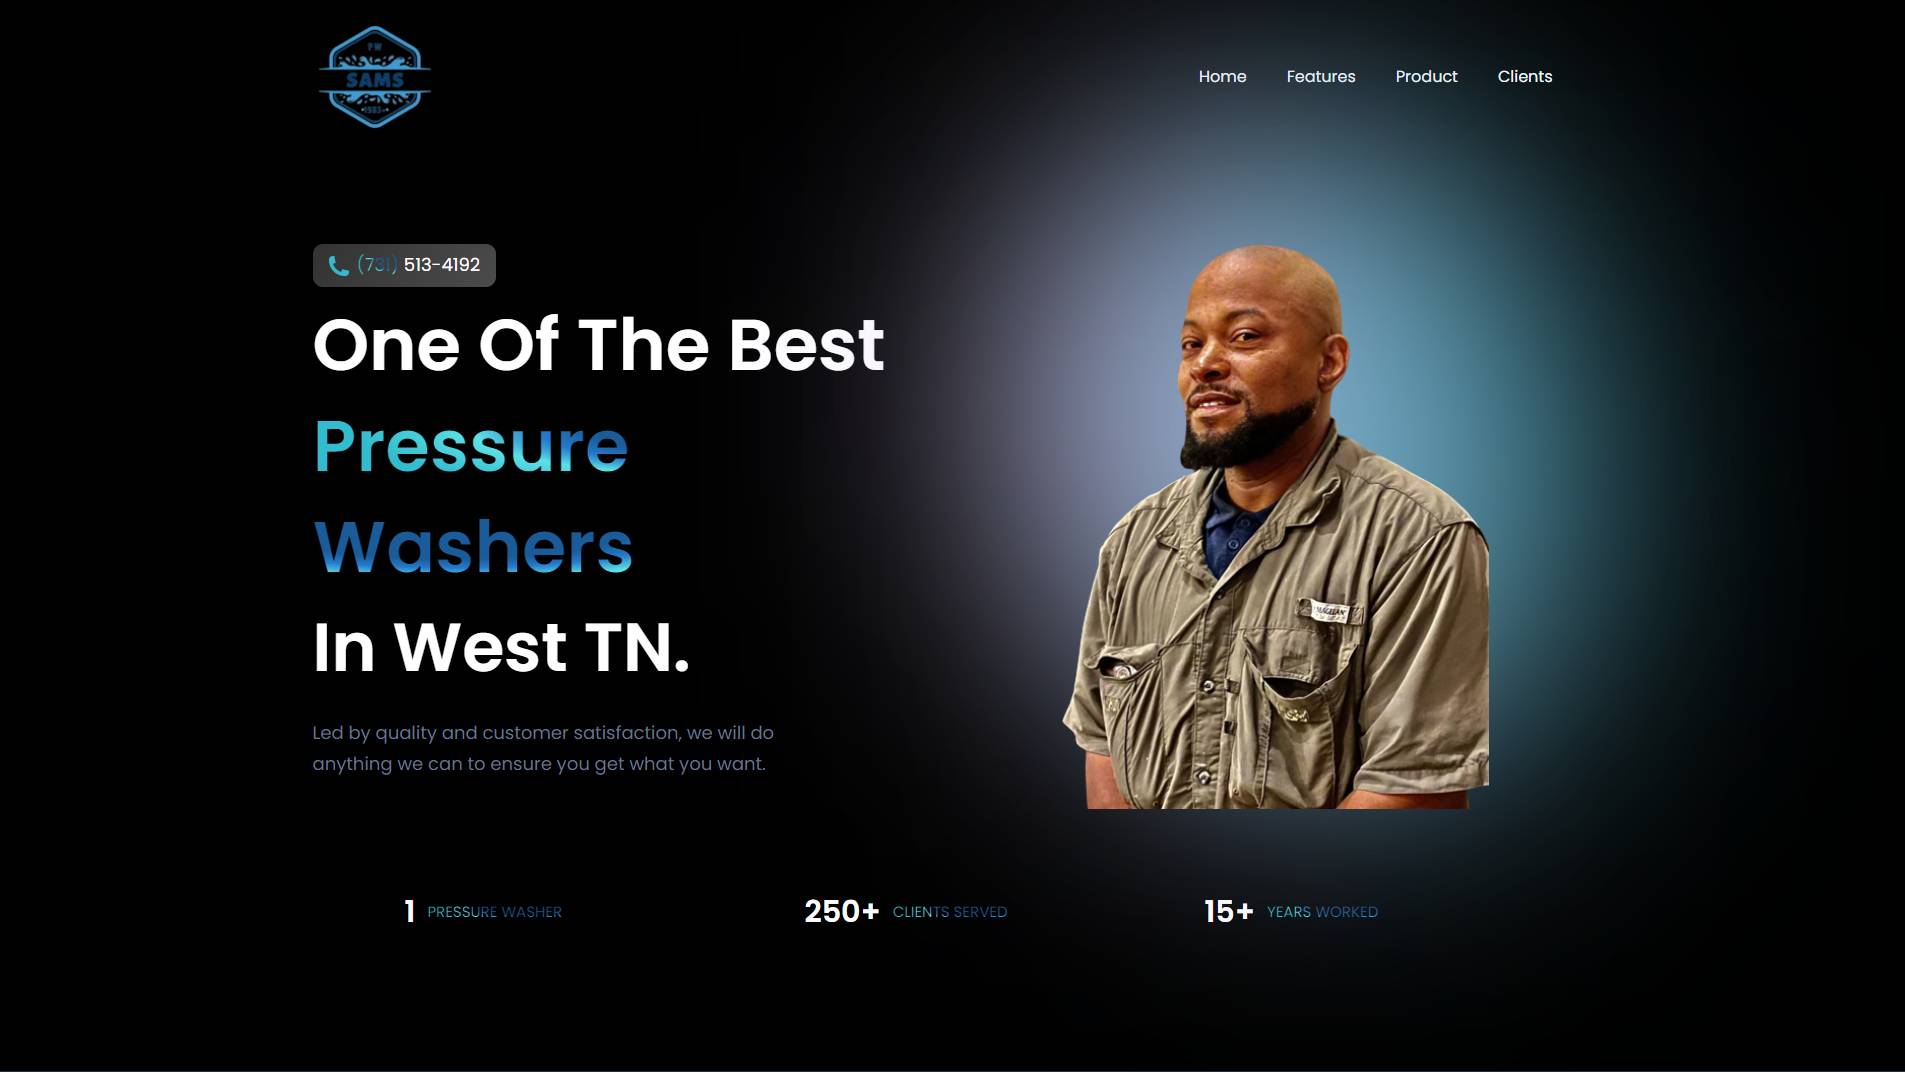 PW
SAMS
Home
Features
Product
Clients
(731) 513-4192
One Of The Best
Pressure
Washers
In West TN.
Led by quality and customer satisfaction, we will do
anything we can to ensure you get what you want.
MAGELLAN
1 PRESSURE WASHER
250+ CLIENTS SERVED
15+ YEARS WORKED